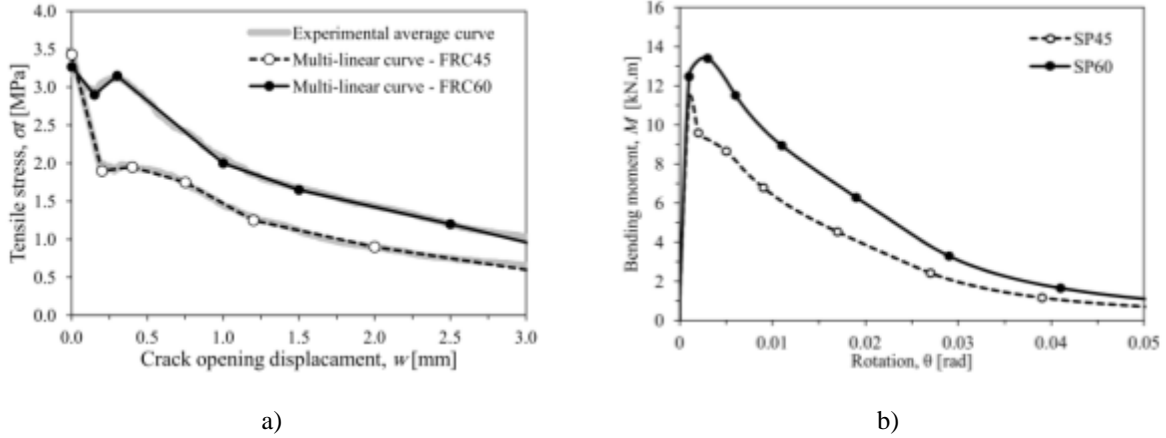 4.0
3.5
3.0
2.5
2.0
1.5
1.0
0.5
0.0
Tensile stress, σt [MPa]
Experimental average curve
Multi-linear curve - FRC45
Multi-linear curve - FRC60
0.0 0.5 1.0 1.5 2.0 2.5 3.0
Crack opening displacament, w [mm]
a)
16
14
12
10
8
6
4
2
0
Bending moment, M [kN.m]
SP45
SP60
0 0.01 0.02 0.03 0.04 0.05
Rotation, θ [rad]
b)